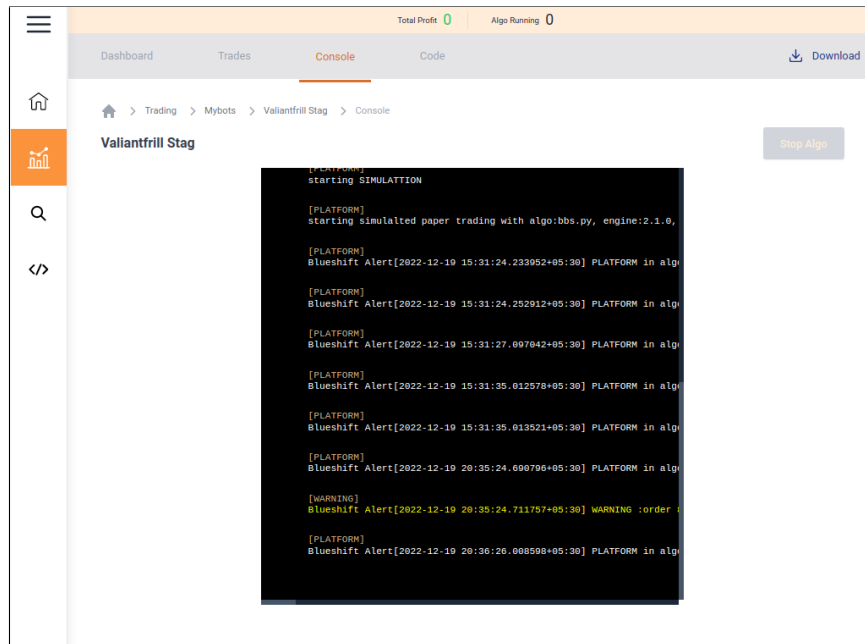 Total Profit 0 Algo Running 0
Dashboard Trades Console Code Download
> Trading > Mybots > Valiantfrill Stag > Console
Valiantfrill Stag
Stop Algo
[PLATFORM]
starting SIMULATTION
[PLATFORM]
starting simulalted paper trading with algo:bbs.py, engine:2.1.0,
[PLATFORM]
Blueshift Alert[2022-12-19 15:31:24.233952+05:30] PLATFORM in algo
[PLATFORM]
Blueshift Alert[2022-12-19 15:31:24.252912+05:30] PLATFORM in algo
[PLATFORM]
Blueshift Alert[2022-12-19 15:31:27.097042+05:30] PLATFORM in algo
[PLATFORM]
Blueshift Alert[2022-12-19 15:31:35.012578+05:30] PLATFORM in algo
[PLATFORM]
Blueshift Alert[2022-12-19 15:31:35.013521+05:30] PLATFORM in algo
[PLATFORM]
Blueshift Alert[2022-12-19 20:35:24.690796+05:30] PLATFORM in algo
[WARNING]
Blueshift Alert[2022-12-19 20:35:24.711757+05:30] WARNING :order
[PLATFORM]
Blueshift Alert[2022-12-19 20:36:26.008598+05:30] PLATFORM in algo